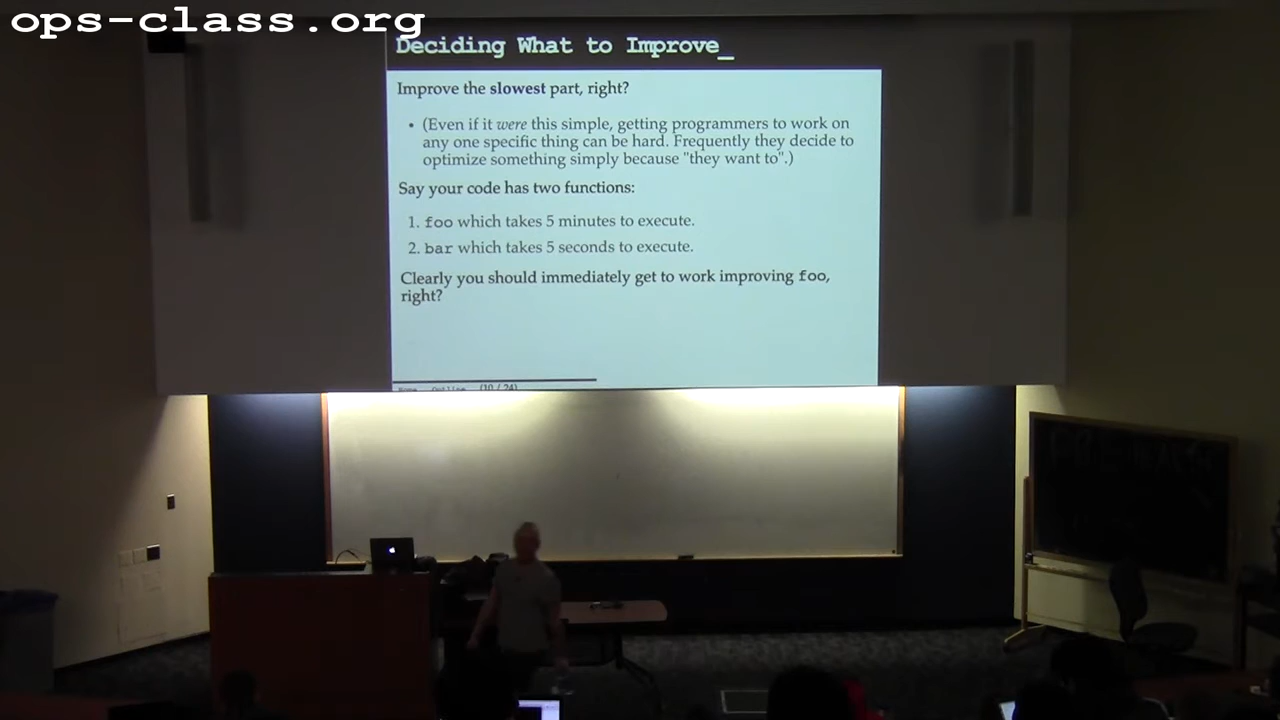 ops-class.org
Deciding What to Improve_
Improve the slowest part, right?
• (Even if it were this simple, getting programmers to work on
any one specific thing can be hard. Frequently they decide to
optimize something simply because "they want to".)
Say your code has two functions:
1. foo which takes 5 minutes to execute.
2. bar which takes 5 seconds to execute.
Clearly you should immediately get to work improving foo,
right?
(10 / 24)